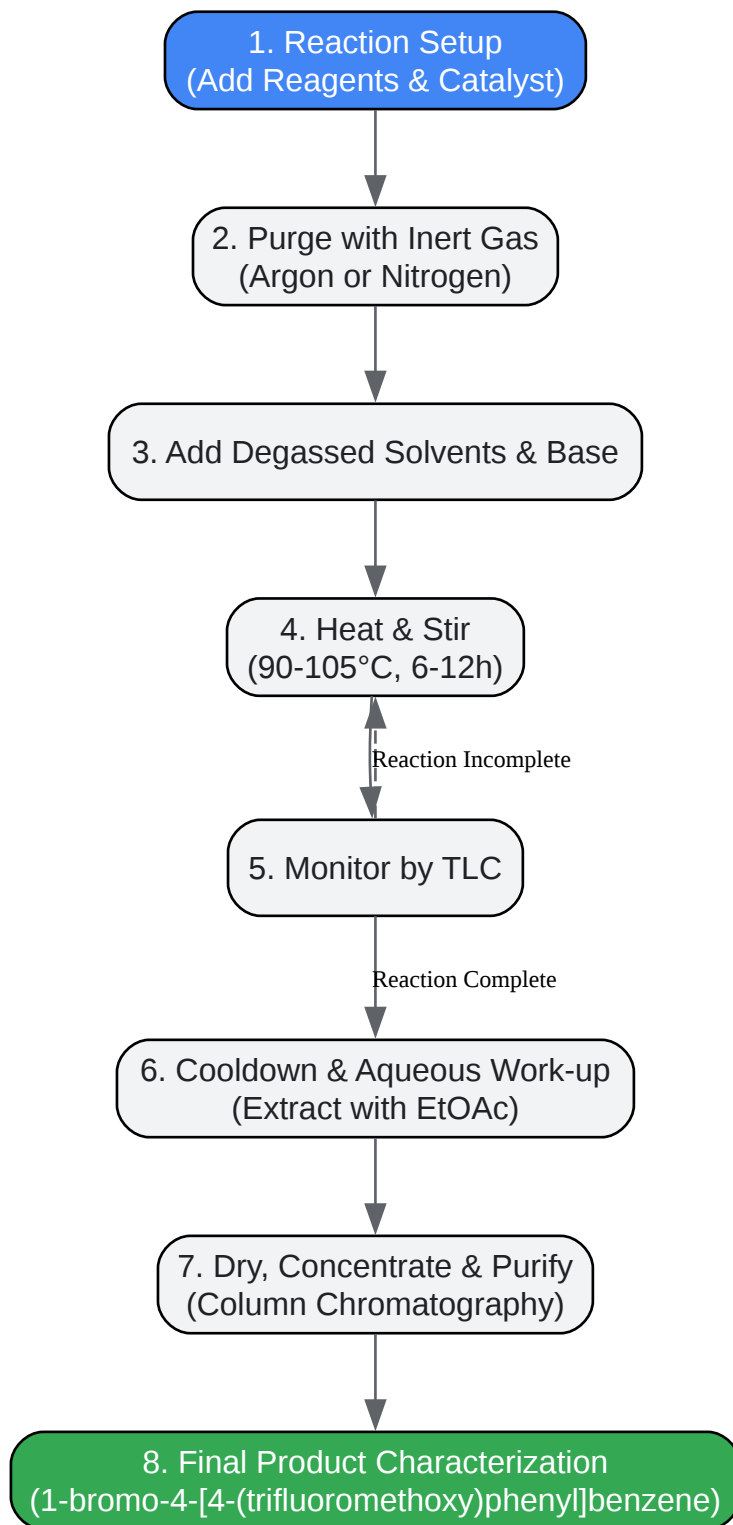 1. Reaction Setup
(Add Reagents & Catalyst)
2. Purge with Inert Gas
(Argon or Nitrogen)
3. Add Degassed Solvents & Base
4. Heat & Stir
(90-105°C, 6-12h)
Reaction Incomplete
5. Monitor by TLC
Reaction Complete
6. Cooldown & Aqueous Work-up
(Extract with EtOAc)
7. Dry, Concentrate & Purify
(Column Chromatography)
8. Final Product Characterization
(1-bromo-4-[4-(trifluoromethoxy)phenyl]benzene)